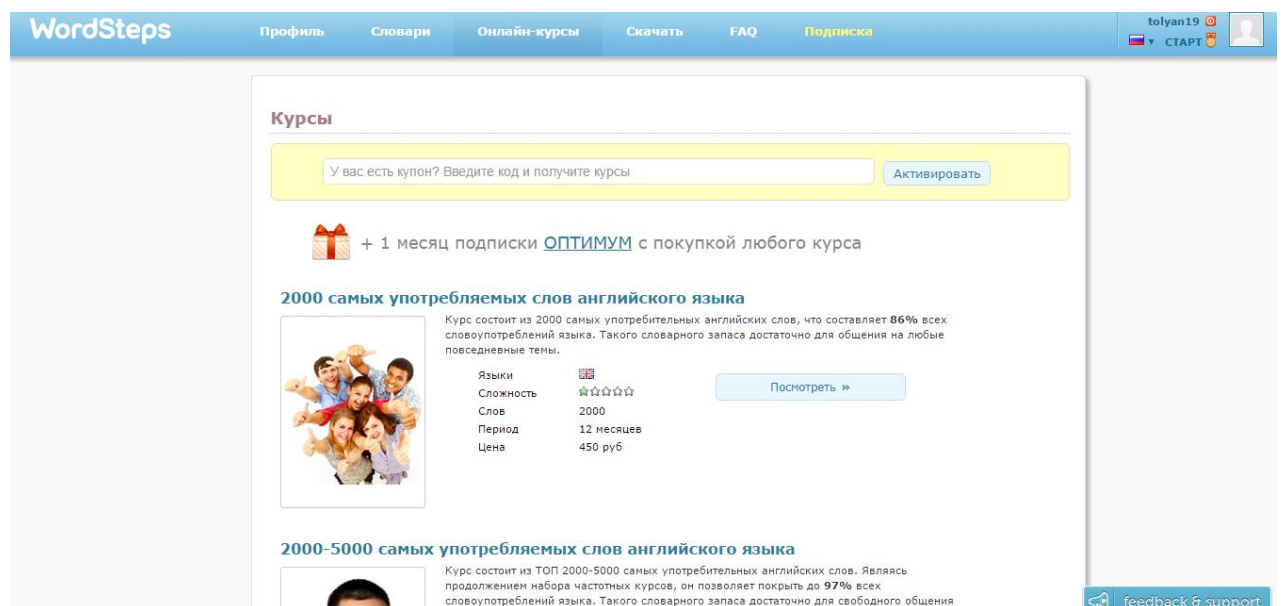 WordSteps
Профиль Словари Онлайн-курсы Скачать FAQ Подписка
tolyan19
СТАРТ
Курсы
У вас есть купон? Введите код и получите курсы
Активировать
+ 1 месяц подписки ОПТИМУМ с покупкой любого курса
2000 самых употребляемых слов английского языка
Курс состоит из 2000 самых употребительных английских слов, что составляет 86% всех
словоупотреблений языка. Такого словарного запаса достаточно для общения на любые
повседневные темы.
Языки
Сложность
Слов 2000
Период 12 месяцев
Цена 450 руб
Посмотреть »
2000-5000 самых употребляемых слов английского языка
Курс состоит из ТОП 2000-5000 самых употребительных английских слов. Являясь
продолжением набора частотных курсов, он позволяет покрыть до 97% всех
словоупотреблений языка. Такого словарного запаса достаточно для свободного общения
feedback & support